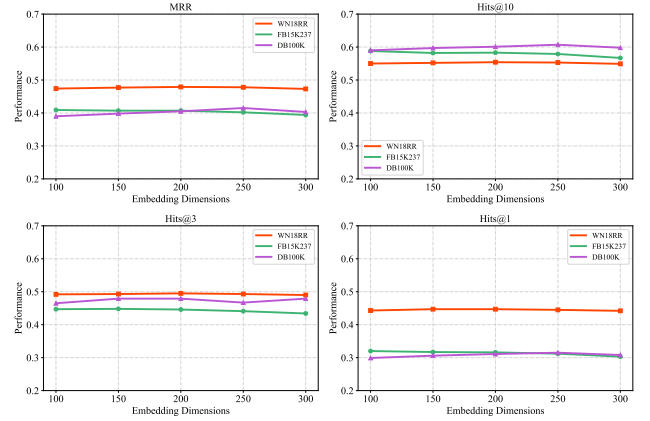 MRR
0.7
0.6
0.5
0.4
0.3
0.2
Performance
100 150 200 250 300
Embedding Dimensions
WN18RR
FB15K237
DB100K
Hits@10
0.7
0.6
0.5
0.4
0.3
0.2
Performance
100 150 200 250 300
Embedding Dimensions
WN18RR
FB15K237
DB100K
Hits@3
0.7
0.6
0.5
0.4
0.3
0.2
Performance
100 150 200 250 300
Embedding Dimensions
WN18RR
FB15K237
DB100K
Hits@1
0.7
0.6
0.5
0.4
0.3
0.2
Performance
100 150 200 250 300
Embedding Dimensions
WN18RR
FB15K237
DB100K